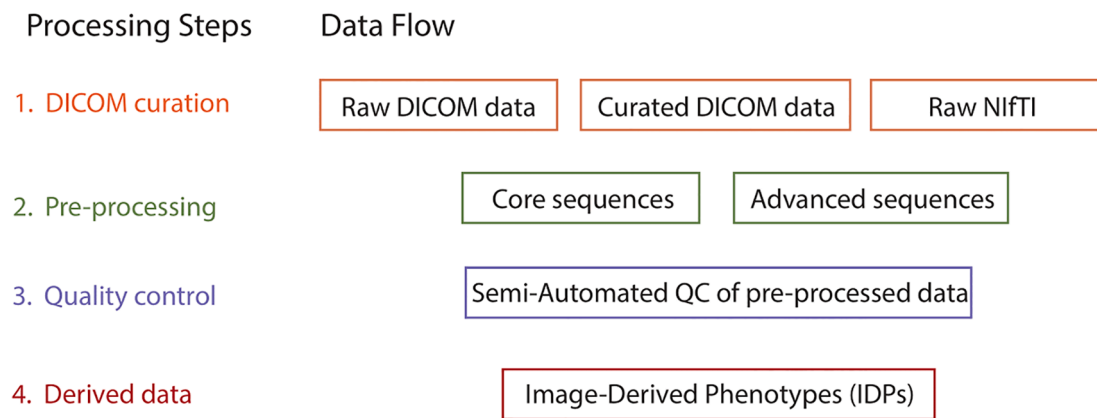 Processing Steps Data Flow
1. DICOM curation Raw DICOM data Curated DICOM data Raw NIfTI
2. Pre-processing Core sequences Advanced sequences
3. Quality control Semi-Automated QC of pre-processed data
4. Derived data Image-Derived Phenotypes (IDPs)